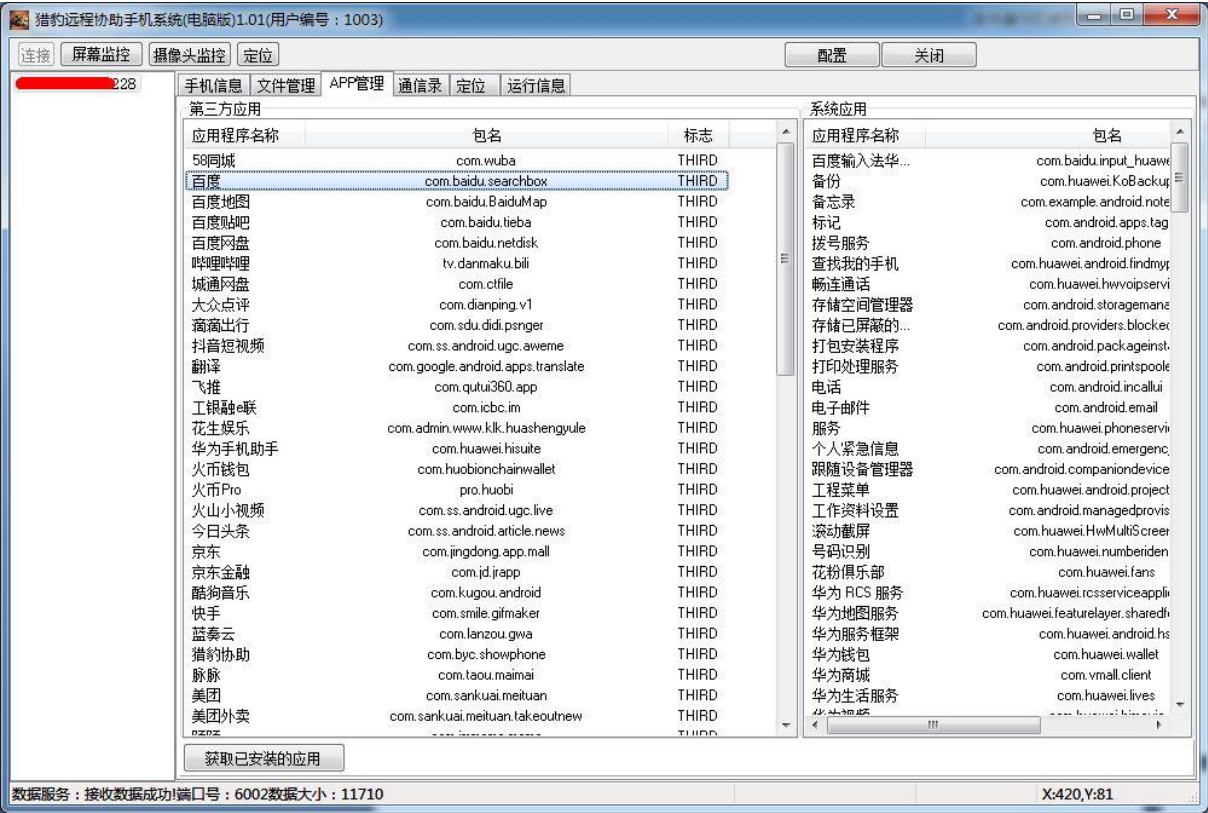 猎豹远程协助手机系统(电脑版)1.01(用户编号：1003)
连接 屏幕监控 摄像头监控 定位 配置 关闭
228
手机信息 文件管理 APP管理 通信录 定位 运行信息
第三方应用 系统应用
应用程序名称 包名 标志 应用程序名称 包名
58同城 com.wuba THIRD 百度输入法华... com.baidu.input_huawe
百度 com.baidu.searchbox THIRD 备份 com.huawei.KoBackup
百度地图 com.baidu.BaiduMap THIRD 备忘录 com.example.android.note
百度贴吧 com.baidu.tieba THIRD 标记 com.android.apps.tag
百度网盘 com.baidu.netdisk THIRD 拨号服务 com.android.phone
哔哩哔哩 tv.danmaku.bili THIRD 查找我的手机 com.huawei.android.findmyp
城通网盘 com.ctfile THIRD 畅连通话 com.huawei.hwvoipservi
大众点评 com.dianping.v1 THIRD 存储空间管理器 com.android.storagemana
滴滴出行 com.sdu.didi.psnger THIRD 存储已屏蔽的... com.android.providers.blocked
抖音短视频 com.ss.android.ugc.aweme THIRD 打包安装程序 com.android.packageinst
翻译 com.google.android.apps.translate THIRD 打印处理服务 com.android.printspoole
飞推 com.qutui360.app THIRD 电话 com.android.incallui
工银融e联 com.icbc.im THIRD 电子邮件 com.android.email
花生娱乐 com.admin.www.klk.huashengyule THIRD 服务 com.huawei.phoneservi
华为手机助手 com.huawei.hisuite THIRD 个人紧急信息 com.android.emergenc
火币钱包 com.huobionchainwallet THIRD 跟随设备管理器 com.android.companiondevice
火币Pro pro.huobi THIRD 工程菜单 com.huawei.android.project
火山小视频 com.ss.android.ugc.live THIRD 工作资料设置 com.android.managedprovis
今日头条 com.ss.android.article.news THIRD 滚动截屏 com.huawei.HwMultiScreen
京东 com.jingdong.app.mall THIRD 号码识别 com.huawei.numberiden
京东金融 com.jd.jrapp THIRD 花粉俱乐部 com.huawei.fans
酷狗音乐 com.kugou.android THIRD 华为 RCS 服务 com.huawei.rcsserviceappli
快手 com.smile.gifmaker THIRD 华为地图服务 com.huawei.featurelayer.sharedf
蓝奏云 com.lanzou.gwa THIRD 华为服务框架 com.huawei.android.hs
猎豹协助 com.byc.showphone THIRD 华为钱包 com.huawei.wallet
脉脉 com.taou.maimai THIRD 华为商城 com.vmall.client
美团 com.sankuai.meituan THIRD 华为生活服务 com.huawei.lives
美团外卖 com.sankuai.meituan.takeoutnew THIRD 华为视频
获取已安装的应用
数据服务：接收数据成功!端口号：6002数据大小：11710 X:420,Y:81